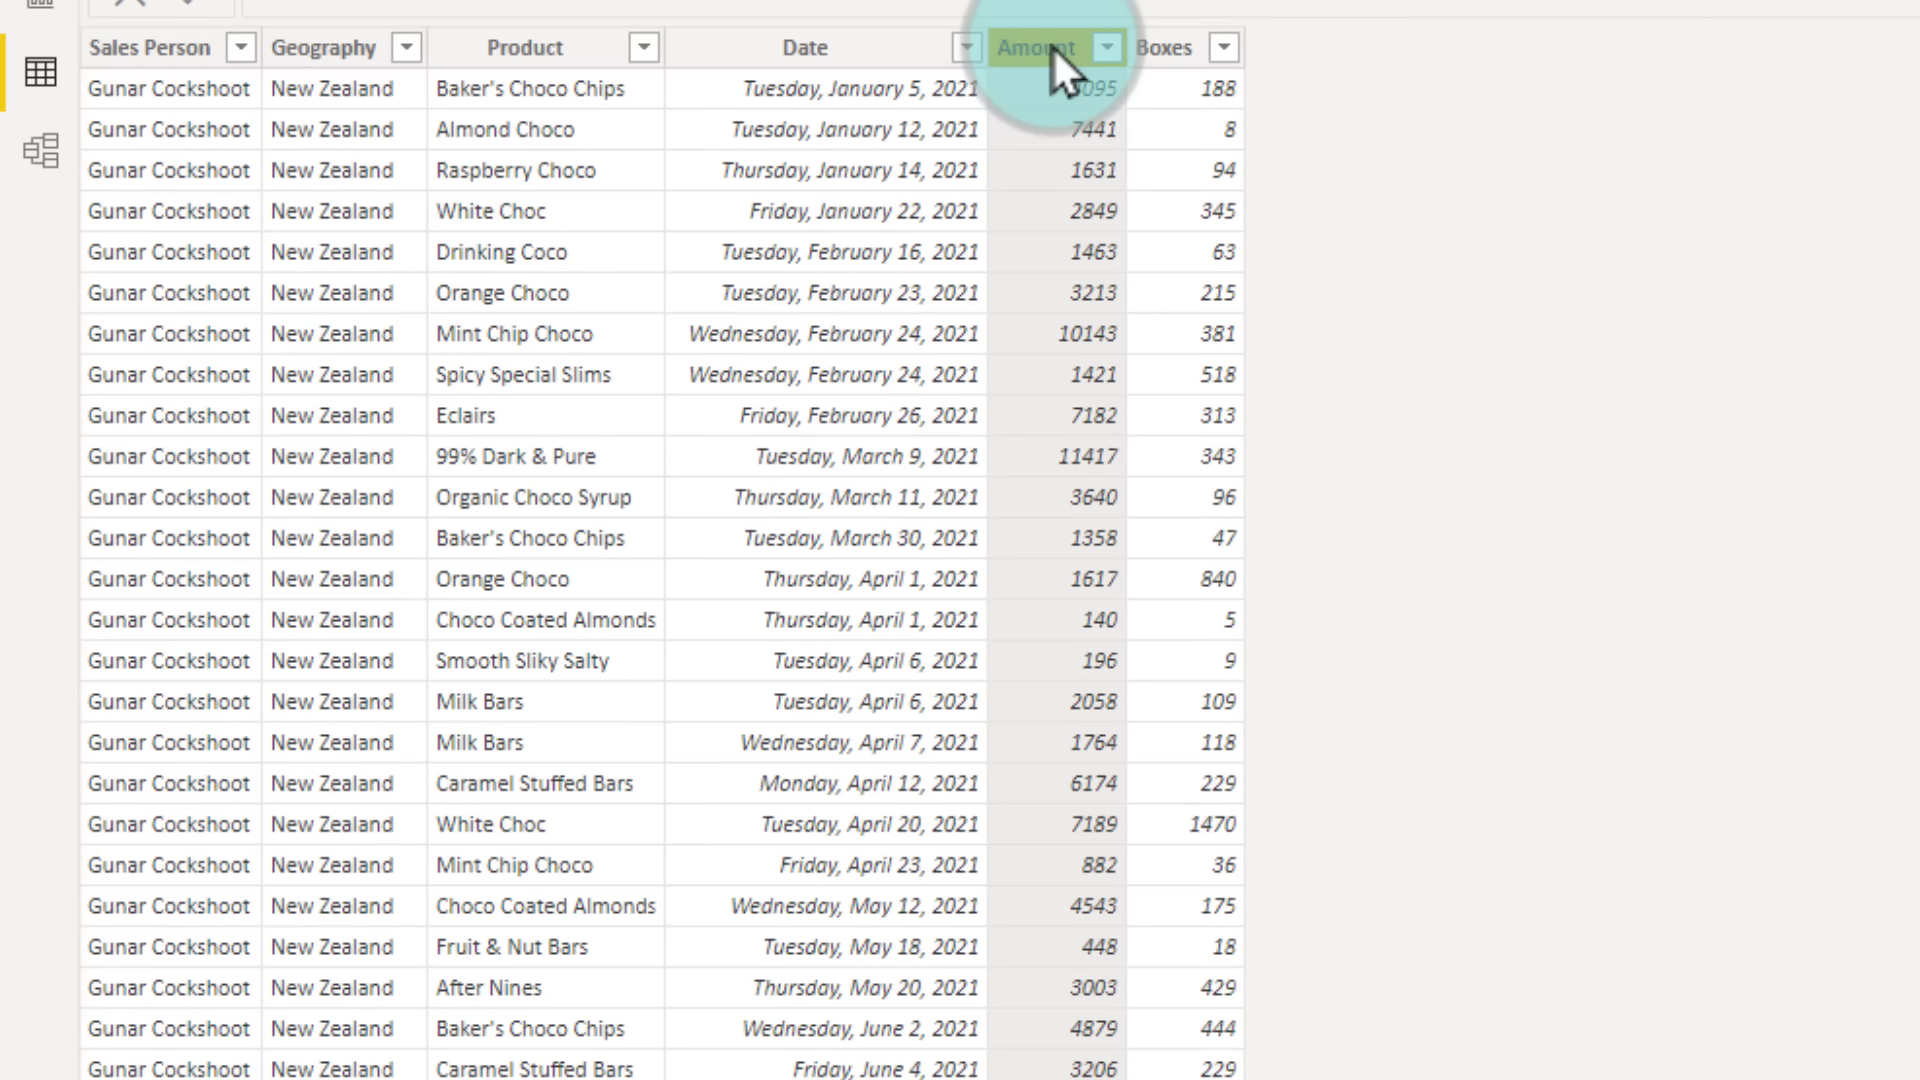 Sales Person Geography Product Date Amount Boxes
Gunar Cockshoot New Zealand Baker's Choco Chips Tuesday, January 5, 2021 188
Gunar Cockshoot New Zealand Almond Choco Tuesday, January 12, 2021 7441 8
Gunar Cockshoot New Zealand Raspberry Choco Thursday, January 14, 2021 1631 94
Gunar Cockshoot New Zealand White Choc Friday, January 22, 2021 2849 345
Gunar Cockshoot New Zealand Drinking Coco Tuesday, February 16, 2021 1463 63
Gunar Cockshoot New Zealand Orange Choco Tuesday, February 23, 2021 3213 215
Gunar Cockshoot New Zealand Mint Chip Choco Wednesday, February 24, 2021 10143 381
Gunar Cockshoot New Zealand Spicy Special Slims Wednesday, February 24, 2021 1421 518
Gunar Cockshoot New Zealand Eclairs Friday, February 26, 2021 7182 313
Gunar Cockshoot New Zealand 99% Dark & Pure Tuesday, March 9, 2021 11417 343
Gunar Cockshoot New Zealand Organic Choco Syrup Thursday, March 11, 2021 3640 96
Gunar Cockshoot New Zealand Baker's Choco Chips Tuesday, March 30, 2021 1358 47
Gunar Cockshoot New Zealand Orange Choco Thursday, April 1, 2021 1617 840
Gunar Cockshoot New Zealand Choco Coated Almonds Thursday, April 1, 2021 140 5
Gunar Cockshoot New Zealand Smooth Sliky Salty Tuesday, April 6, 2021 196 9
Gunar Cockshoot New Zealand Milk Bars Tuesday, April 6, 2021 2058 109
Gunar Cockshoot New Zealand Milk Bars Wednesday, April 7, 2021 1764 118
Gunar Cockshoot New Zealand Caramel Stuffed Bars Monday, April 12, 2021 6174 229
Gunar Cockshoot New Zealand White Choc Tuesday, April 20, 2021 7189 1470
Gunar Cockshoot New Zealand Mint Chip Choco Friday, April 23, 2021 882 36
Gunar Cockshoot New Zealand Choco Coated Almonds Wednesday, May 12, 2021 4543 175
Gunar Cockshoot New Zealand Fruit & Nut Bars Tuesday, May 18, 2021 448 18
Gunar Cockshoot New Zealand After Nines Thursday, May 20, 2021 3003 429
Gunar Cockshoot New Zealand Baker's Choco Chips Wednesday, June 2, 2021 4879 444
Gunar Cockshoot New Zealand Caramel Stuffed Bars Friday, June 4, 2021 3206 229